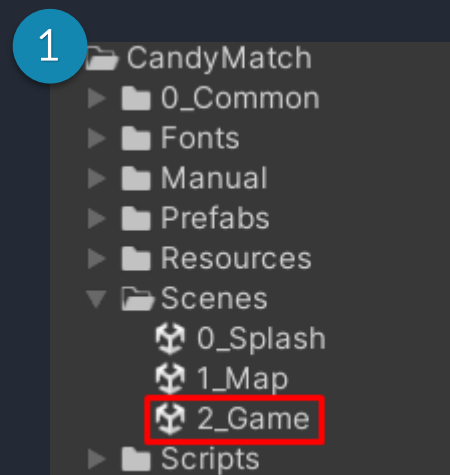 1
CandyMatch
0_Common
Fonts
Manual
Prefabs
Resources
Scenes
0_Splash
1_Map
2_Game
Scripts